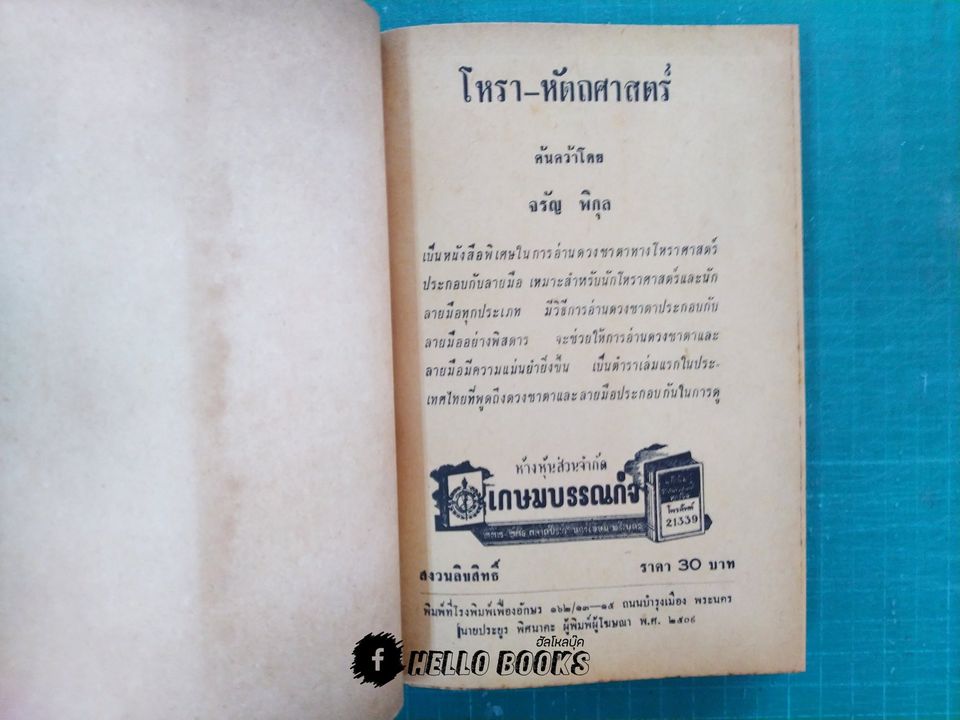 โหรา-หัตถศาสตร์
ค้นคว้าโดย
จรัญ พิกุล
เป็นหนังสือพิเศษในการอ่านดวงชาตาทางโหราศาสตร์
ประกอบกับลายมือ เหมาะสำหรับนักโหราศาสตร์และนัก
ลายมือทุกประเภท มีวิธีการอ่านดวงชาตาประกอบกับ
ลายมืออย่างพิสดาร จะช่วยให้การอ่านดวงชาตาและ
ลายมือมีความแม่นยำยิ่งขึ้น เป็นตำราเล่มแรกในประ-
เทศไทยที่พูดถึงดวงชาตาและลายมือประกอบกันในการดู
ห้างหุ้นส่วนจำกัด
เกษมบรรณกิจ
โทรศัพท์
21339
สงวนลิขสิทธิ์ ราคา 30 บาท
พิมพ์ที่โรงพิมพ์เฟื่องอักษร ๑๖๒/๑๓—๑๕ ถนนบำรุงเมือง พระนคร
นายประยูร พิศนาคะ ผู้พิมพ์ผู้โฆษณา พ.ศ. ๒๕๐๙
ฮัลโหลบุ๊ค
f HELLO BOOKS